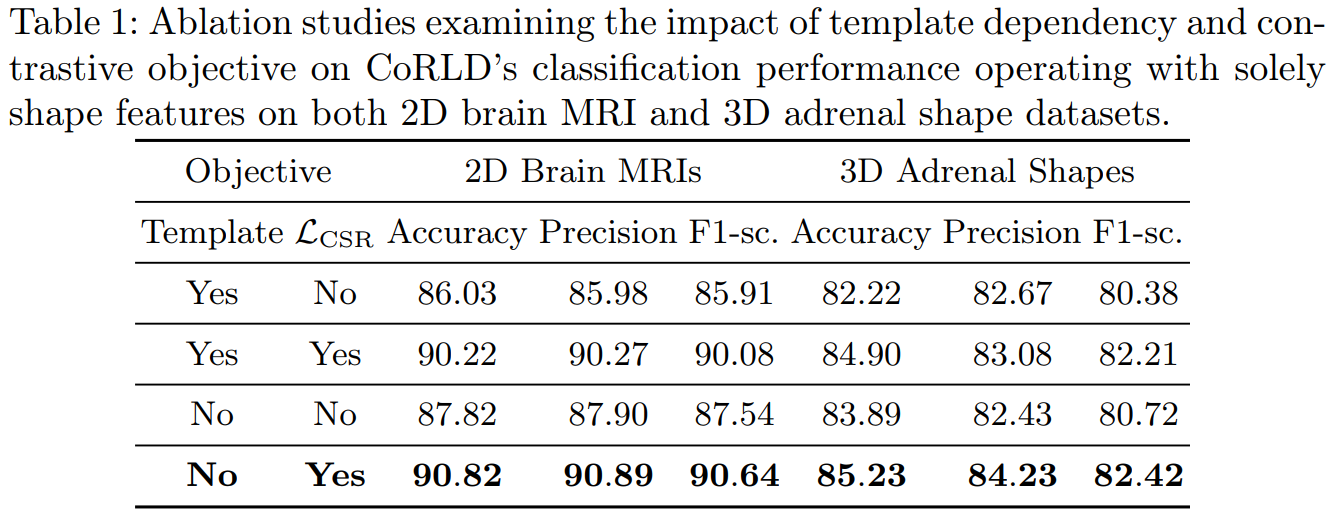 Table 1: Ablation studies examining the impact of template dependency and con-
trastive objective on CoRLD's classification performance operating with solely
shape features on both 2D brain MRI and 3D adrenal shape datasets.
Objective 2D Brain MRIs 3D Adrenal Shapes
Template ℒCSR Accuracy Precision F1-sc. Accuracy Precision F1-sc.
Yes No 86.03 85.98 85.91 82.22 82.67 80.38
Yes Yes 90.22 90.27 90.08 84.90 83.08 82.21
No No 87.82 87.90 87.54 83.89 82.43 80.72
No Yes 90.82 90.89 90.64 85.23 84.23 82.42